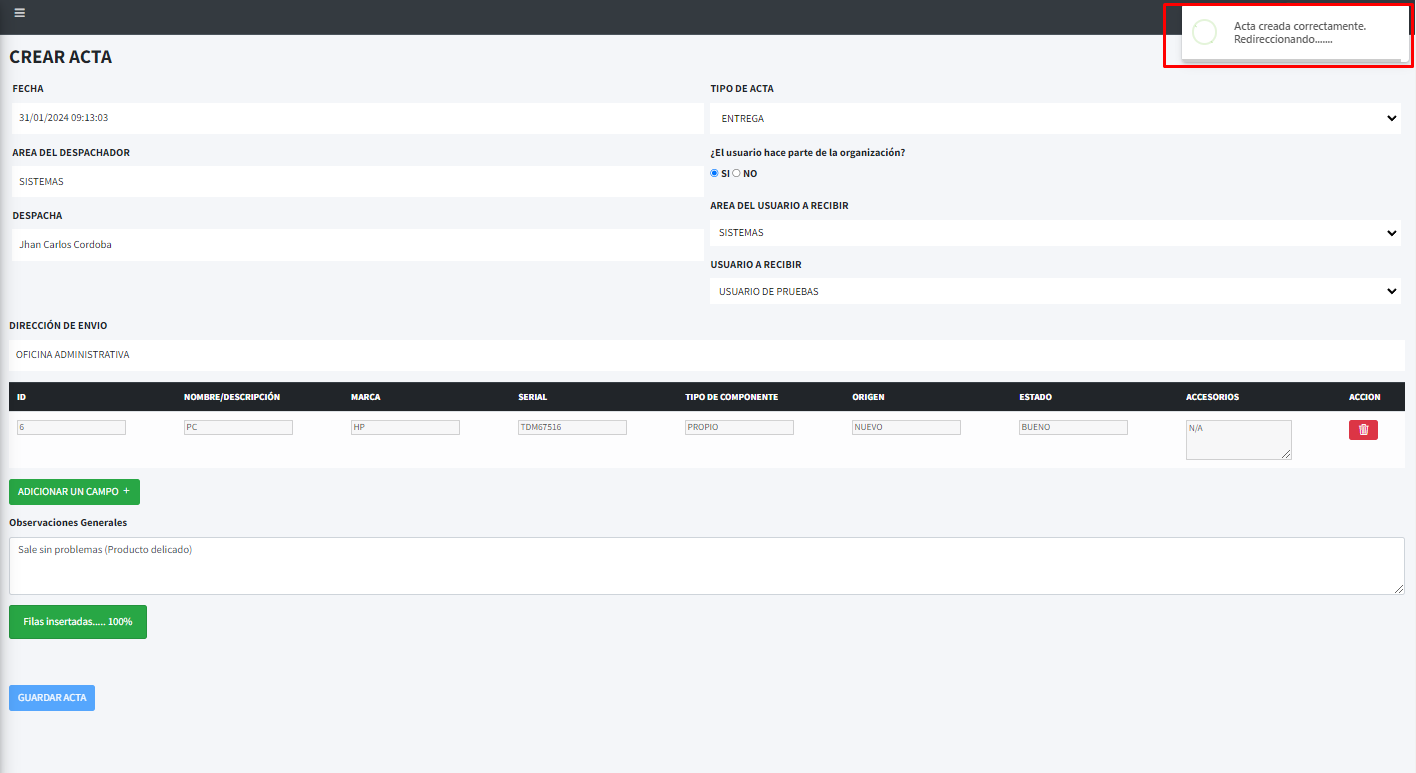 Acta creada correctamente.
Redireccionando.......
CREAR ACTA
FECHA
31/01/2024 09:13:03
TIPO DE ACTA
ENTREGA
AREA DEL DESPACHADOR
SISTEMAS
¿El usuario hace parte de la organización?
SI NO
DESPACHA
Jhan Carlos Cordoba
AREA DEL USUARIO A RECIBIR
SISTEMAS
USUARIO A RECIBIR
USUARIO DE PRUEBAS
DIRECCIÓN DE ENVIO
OFICINA ADMINISTRATIVA
ID NOMBRE/DESCRIPCIÓN MARCA SERIAL TIPO DE COMPONENTE ORIGEN ESTADO ACCESORIOS ACCION
6 PC HP TDM67516 PROPIO NUEVO BUENO N/A
ADICIONAR UN CAMPO +
Observaciones Generales
Sale sin problemas (Producto delicado)
Filas insertadas..... 100%
GUARDAR ACTA